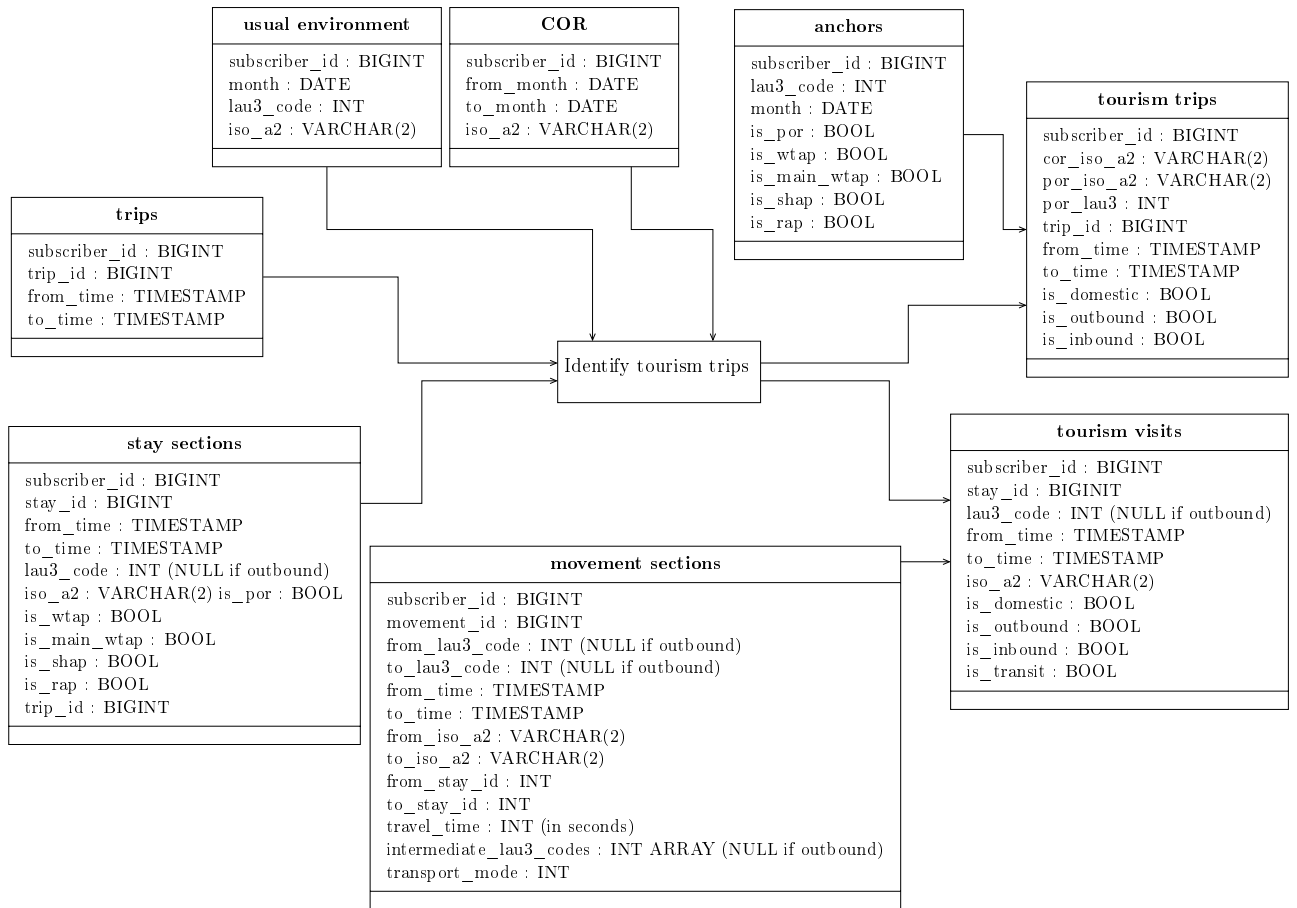 usual environment
subscriber_id : BIGINT
month : DATE
lau3_code : INT
iso_a2 : VARCHAR(2)
COR
subscriber_id : BIGINT
from_month : DATE
to_month : DATE
iso_a2 : VARCHAR(2)
anchors
subscriber_id : BIGINT
lau3_code : INT
month : DATE
is_por : BOOL
is_wtap : BOOL
is_main_wtap : BOOL
is_shap : BOOL
is_rap : BOOL
tourism trips
subscriber_id : BIGINT
cor_iso_a2 : VARCHAR(2)
por_iso_a2 : VARCHAR(2)
por_lau3 : INT
trip_id : BIGINT
from_time : TIMESTAMP
to_time : TIMESTAMP
is_domestic : BOOL
is_outbound : BOOL
is_inbound : BOOL
trips
subscriber_id : BIGINT
trip_id : BIGINT
from_time : TIMESTAMP
to_time : TIMESTAMP
Identify tourism trips
stay sections
subscriber_id : BIGINT
stay_id : BIGINT
from_time : TIMESTAMP
to_time : TIMESTAMP
lau3_code : INT (NULL if outbound)
iso_a2 : VARCHAR(2) is_por : BOOL
is_wtap : BOOL
is_main_wtap : BOOL
is_shap : BOOL
is_rap : BOOL
trip_id : BIGINT
tourism visits
subscriber_id : BIGINT
stay_id : BIGINIT
lau3_code : INT (NULL if outbound)
from_time : TIMESTAMP
to_time : TIMESTAMP
iso_a2 : VARCHAR(2)
is_domestic : BOOL
is_outbound : BOOL
is_inbound : BOOL
is_transit : BOOL
movement sections
subscriber_id : BIGINT
movement_id : BIGINT
from_lau3_code : INT (NULL if outbound)
to_lau3_code : INT (NULL if outbound)
from_time : TIMESTAMP
to_time : TIMESTAMP
from_iso_a2 : VARCHAR(2)
to_iso_a2 : VARCHAR(2)
from_stay_id : INT
to_stay_id : INT
travel_time : INT (in seconds)
intermediate_lau3_codes : INT ARRAY (NULL if outbound)
transport_mode : INT